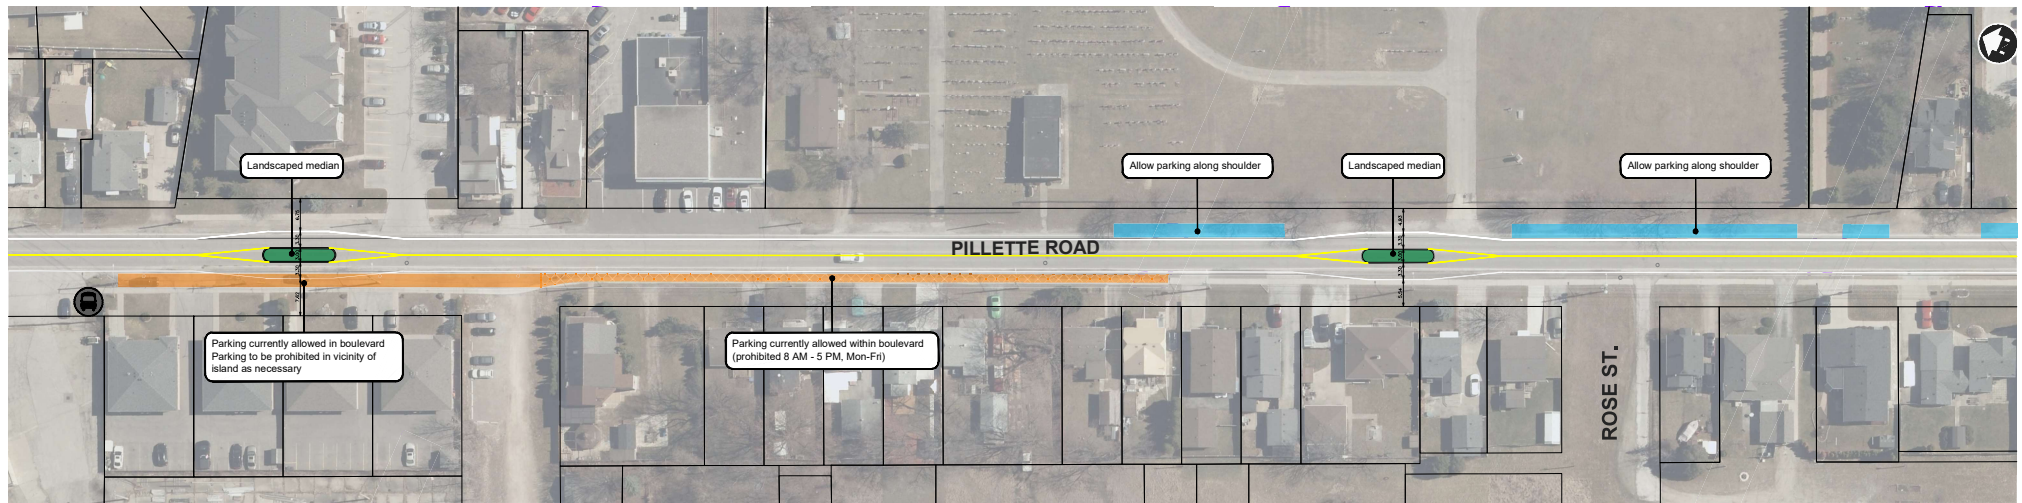 Landscaped median
Allow parking along shoulder
Landscaped median
Allow parking along shoulder
PILLETTE ROAD
Parking currently allowed in boulevard
Parking to be prohibited in vicinity of
island as necessary
Parking currently allowed within boulevard
(prohibited 8 AM - 5 PM, Mon-Fri)
ROSE ST.